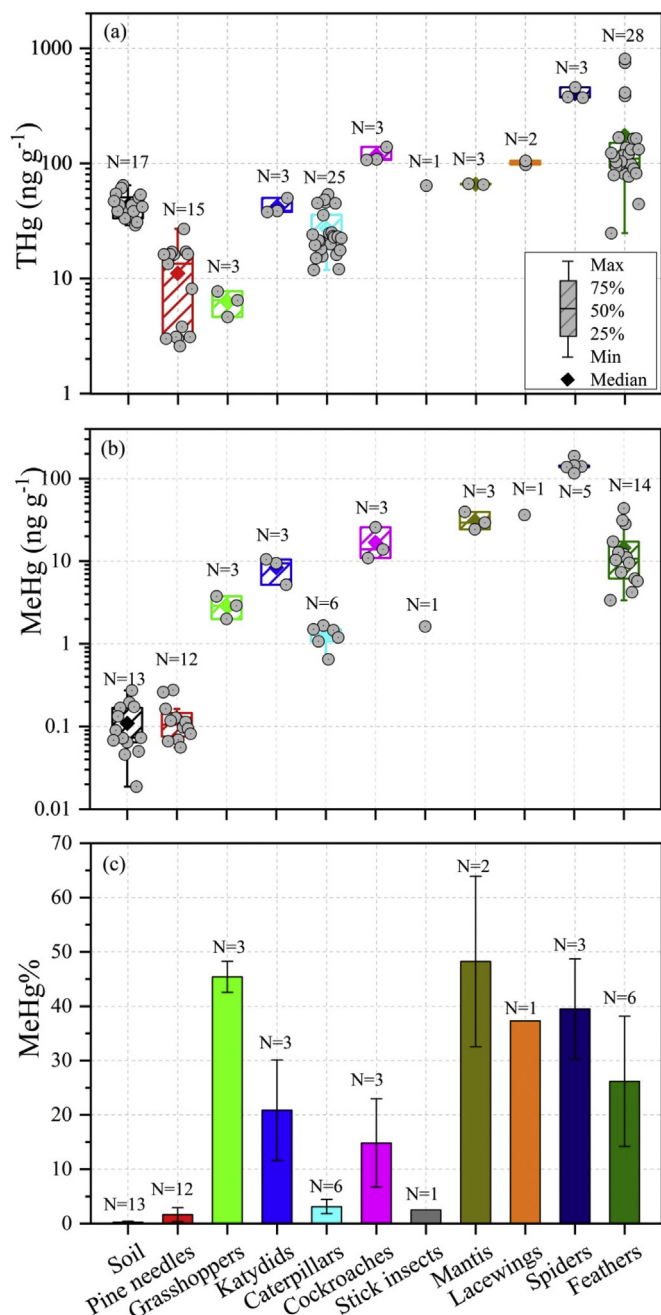 (a)
THg (ng g⁻¹)
1000
100
10
1
N=17
N=15
N=3
N=3
N=25
N=3
N=1
N=3
N=2
N=3
N=28
Max
75%
50%
25%
Min
Median
(b)
MeHg (ng g⁻¹)
100
10
1
0.1
0.01
N=13
N=12
N=3
N=3
N=6
N=3
N=1
N=3
N=1
N=5
N=14
(c)
MeHg%
70
60
50
40
30
20
10
0
N=13
N=12
N=3
N=3
N=6
N=3
N=1
N=2
N=1
N=3
N=6
Soil
Pine needles
Grasshoppers
Katydids
Caterpillars
Cockroaches
Stick insects
Mantis
Lacewings
Spiders
Feathers